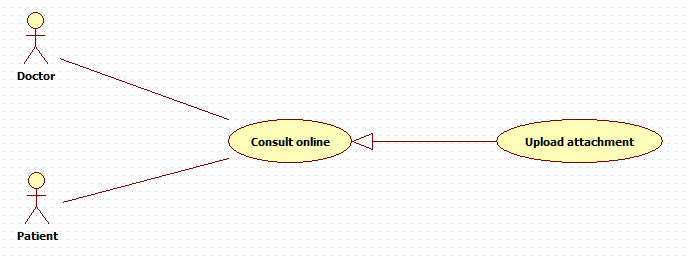 Doctor
Consult online
Upload attachment
Patient